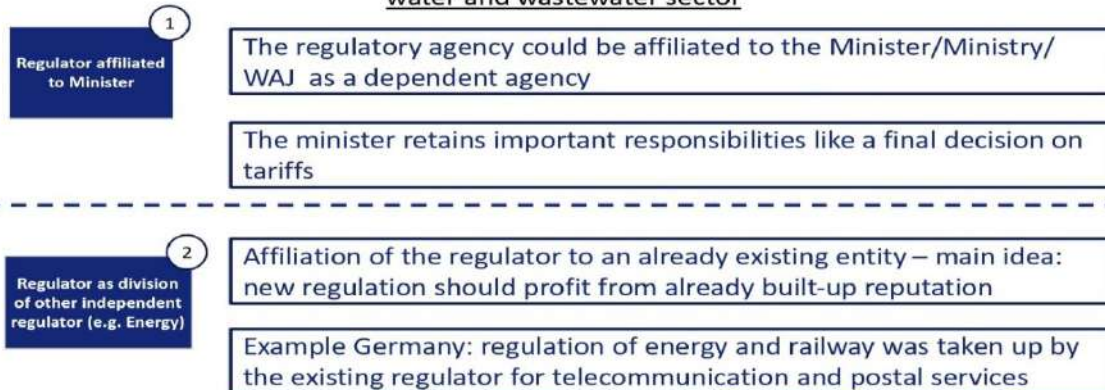 water and wastewater sector
1
Regulator affiliated
to Minister
The regulatory agency could be affiliated to the Minister/Ministry/
WAJ as a dependent agency
The minister retains important responsibilities like a final decision on
tariffs
2
Regulator as division
of other independent
regulator (e.g. Energy)
Affiliation of the regulator to an already existing entity – main idea:
new regulation should profit from already built-up reputation
Example Germany: regulation of energy and railway was taken up by
the existing regulator for telecommunication and postal services